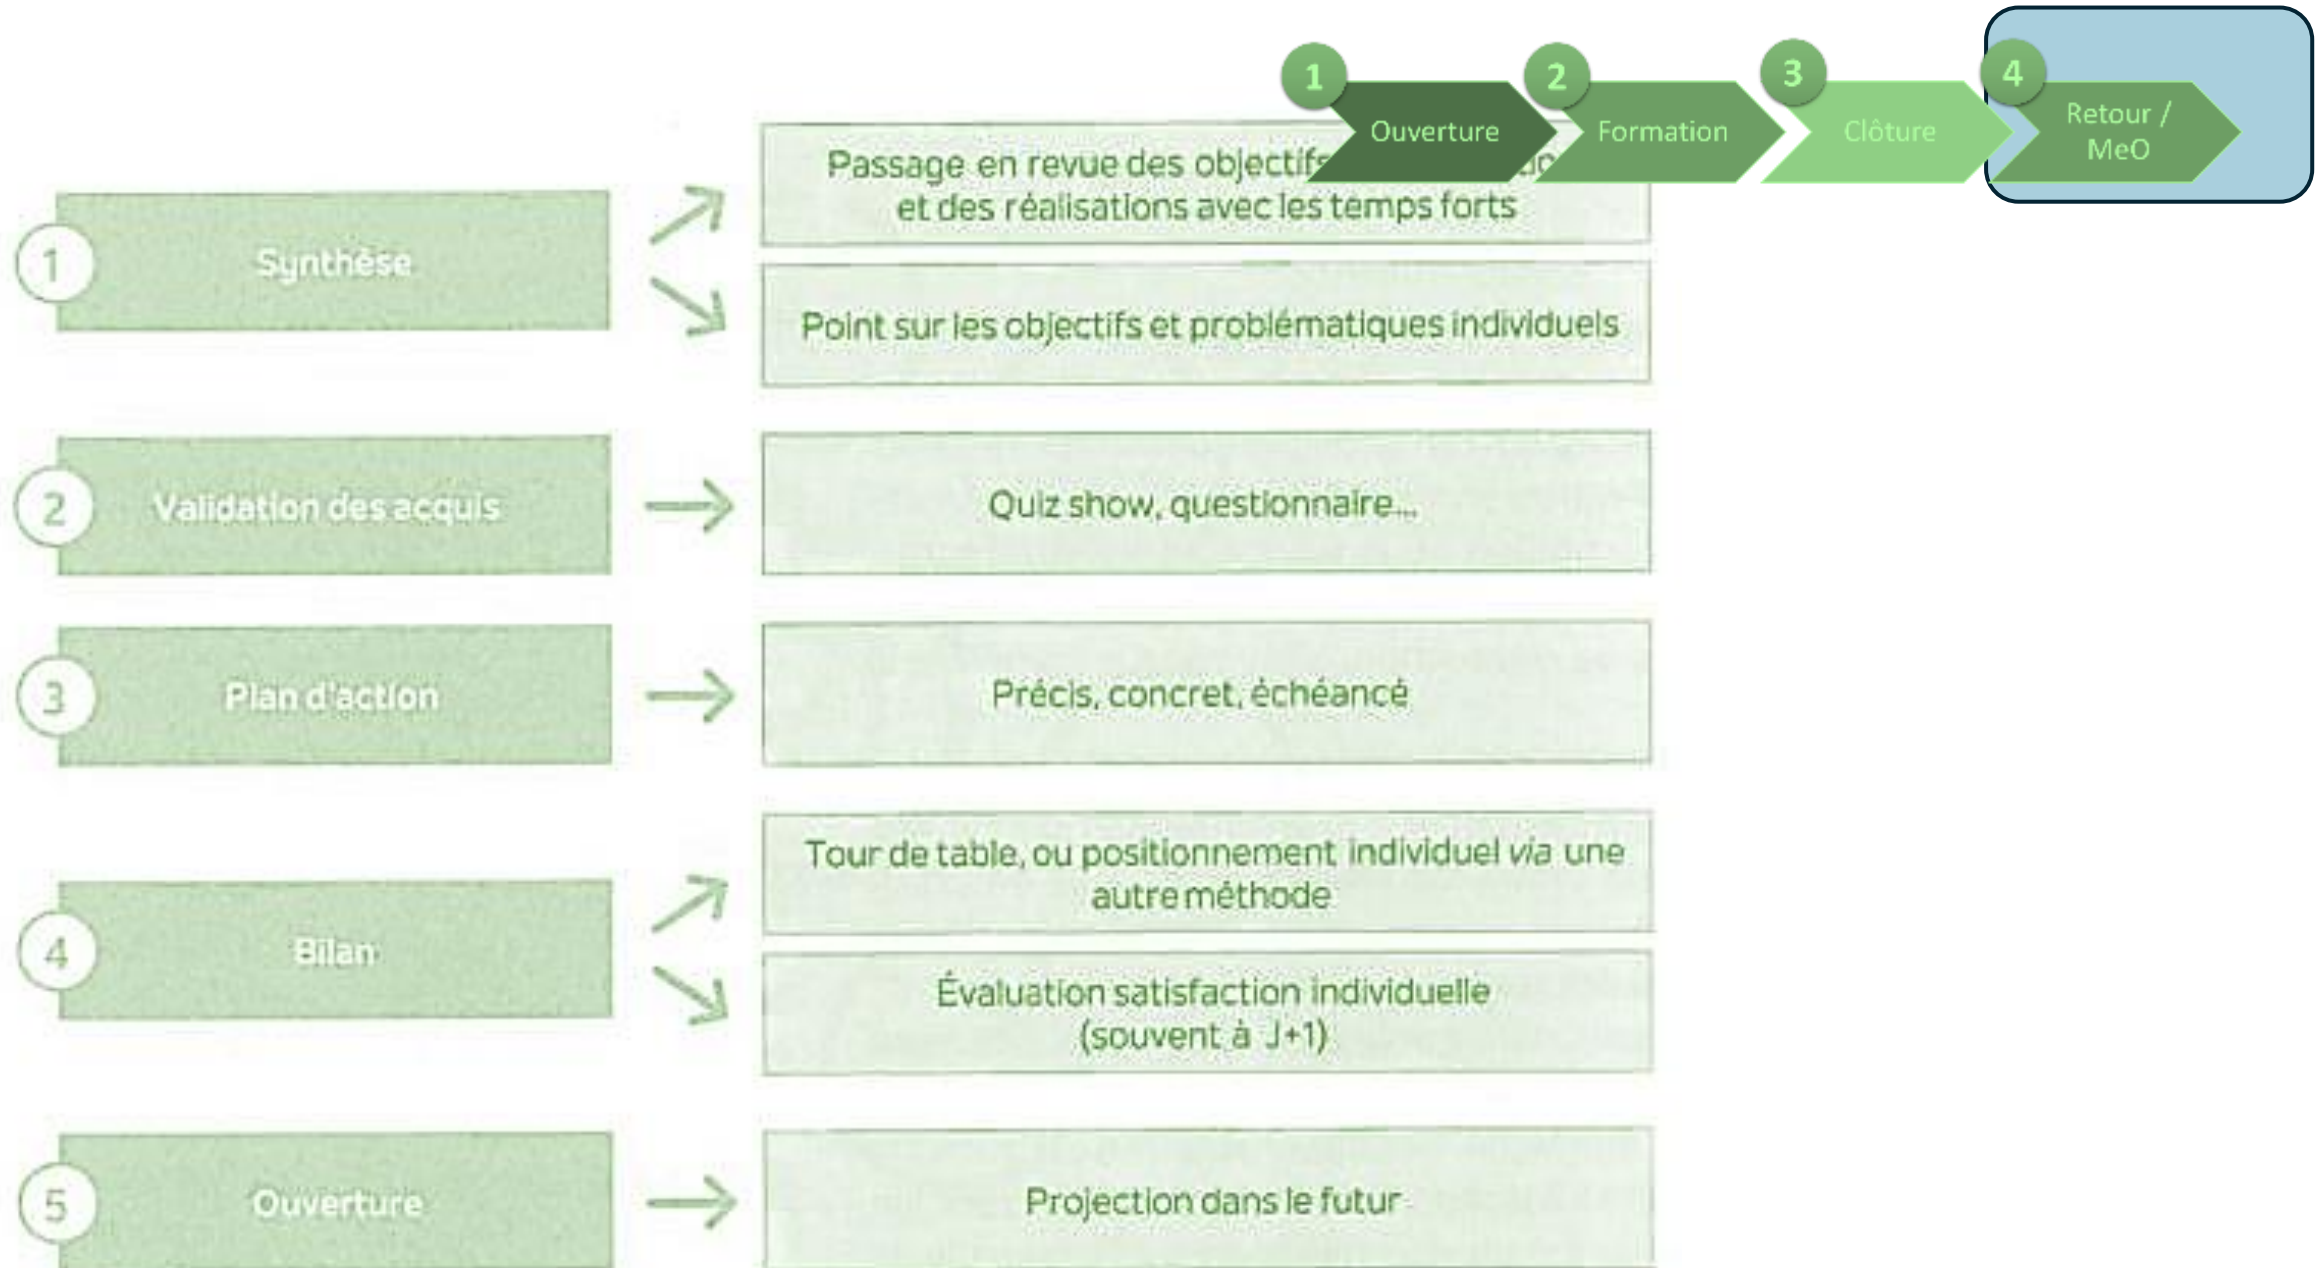 1
Ouverture
2
Formation
3
Clôture
4
Retour /
MeO
1
Synthèse
Passage en revue des objectifs
et des réalisations avec les temps forts
Point sur les objectifs et problématiques individuels
2
Validation des acquis
Quiz show, questionnaire...
3
Plan d'action
Précis, concret, échéancé
4
Bilan
Tour de table, ou positionnement individuel via une
autre méthode
Évaluation satisfaction individuelle
(souvent à J+1)
5
Ouverture
Projection dans le futur